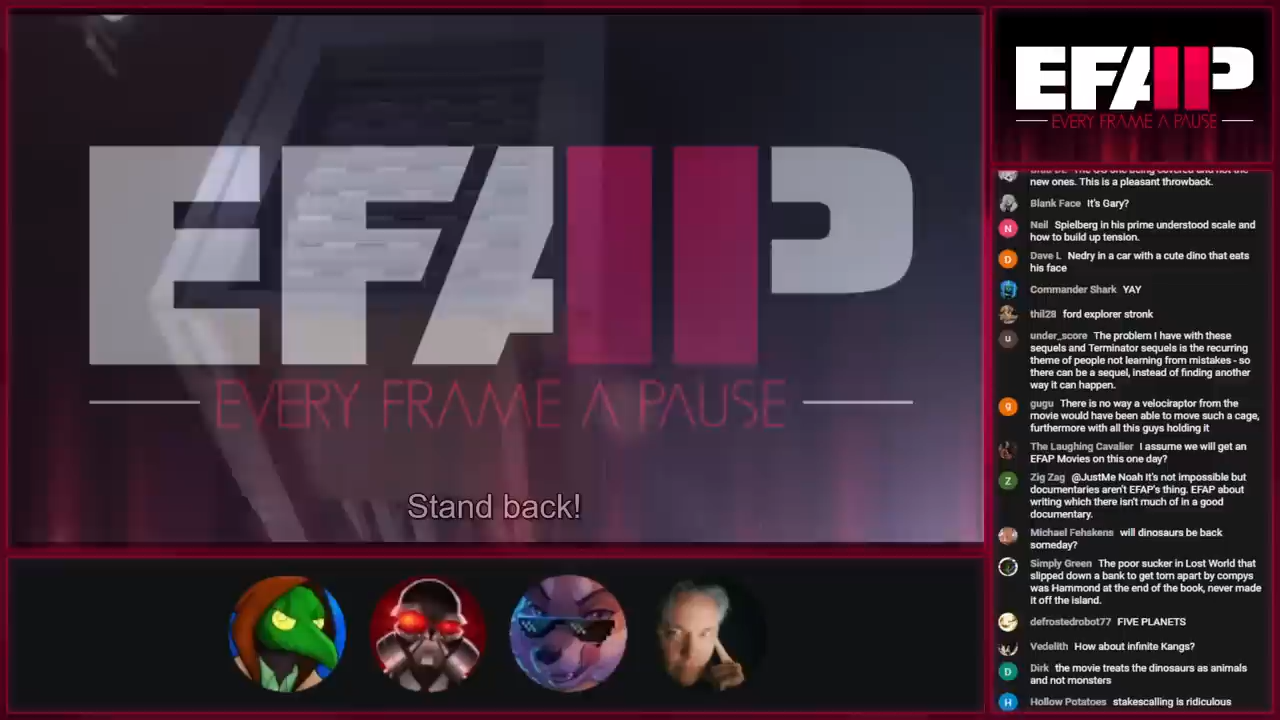 EFAP
EVERY FRAME A PAUSE
Stand back!
EFAP
EVERY FRAME A PAUSE
new ones. This is a pleasant throwback.
Blank Face It's Gary?
Neil Spielberg in his prime understood scale and
how to build up tension.
Dave L Nedry in a car with a cute dino that eats
his face
Commander Shark YAY
thil28 ford explorer stronk
under_score The problem I have with these
sequels and Terminator sequels is the recurring
theme of people not learning from mistakes - so
there can be a sequel, instead of finding another
way it can happen.
gugu There is no way a velociraptor from the
movie would have been able to move such a cage,
furthermore with all this guys holding it
The Laughing Cavalier I assume we will get an
EFAP Movies on this one day?
Zig Zag @JustMe Noah It's not impossible but
documentaries aren't EFAP's thing. EFAP about
writing which there isn't much of in a good
documentary.
Michael Fehskens will dinosaurs be back
someday?
Simply Green The poor sucker in Lost World that
slipped down a bank to get torn apart by compys
was Hammond at the end of the book, never made
it off the island.
defrostedrobot77 FIVE PLANETS
Vedelith How about infinite Kangs?
Dirk the movie treats the dinosaurs as animals
and not monsters
Hollow Potatoes stakescalling is ridiculous
N
D
u
g
Z
D
H